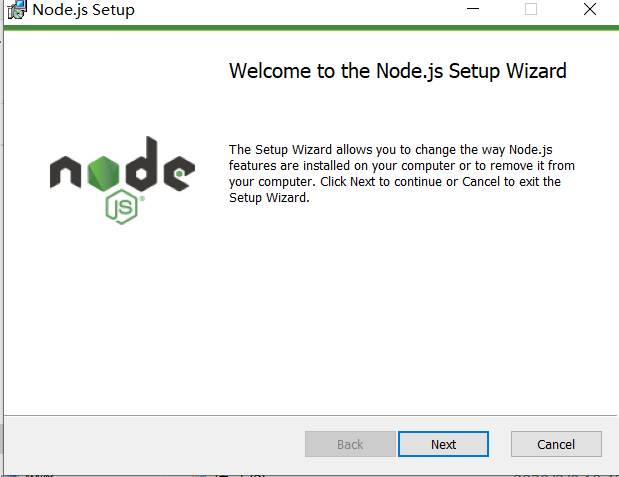 Node.js Setup
Welcome to the Node.js Setup Wizard
The Setup Wizard allows you to change the way Node.js
features are installed on your computer or to remove it from
your computer. Click Next to continue or Cancel to exit the
Setup Wizard.
node
JS®
Back
Next
Cancel